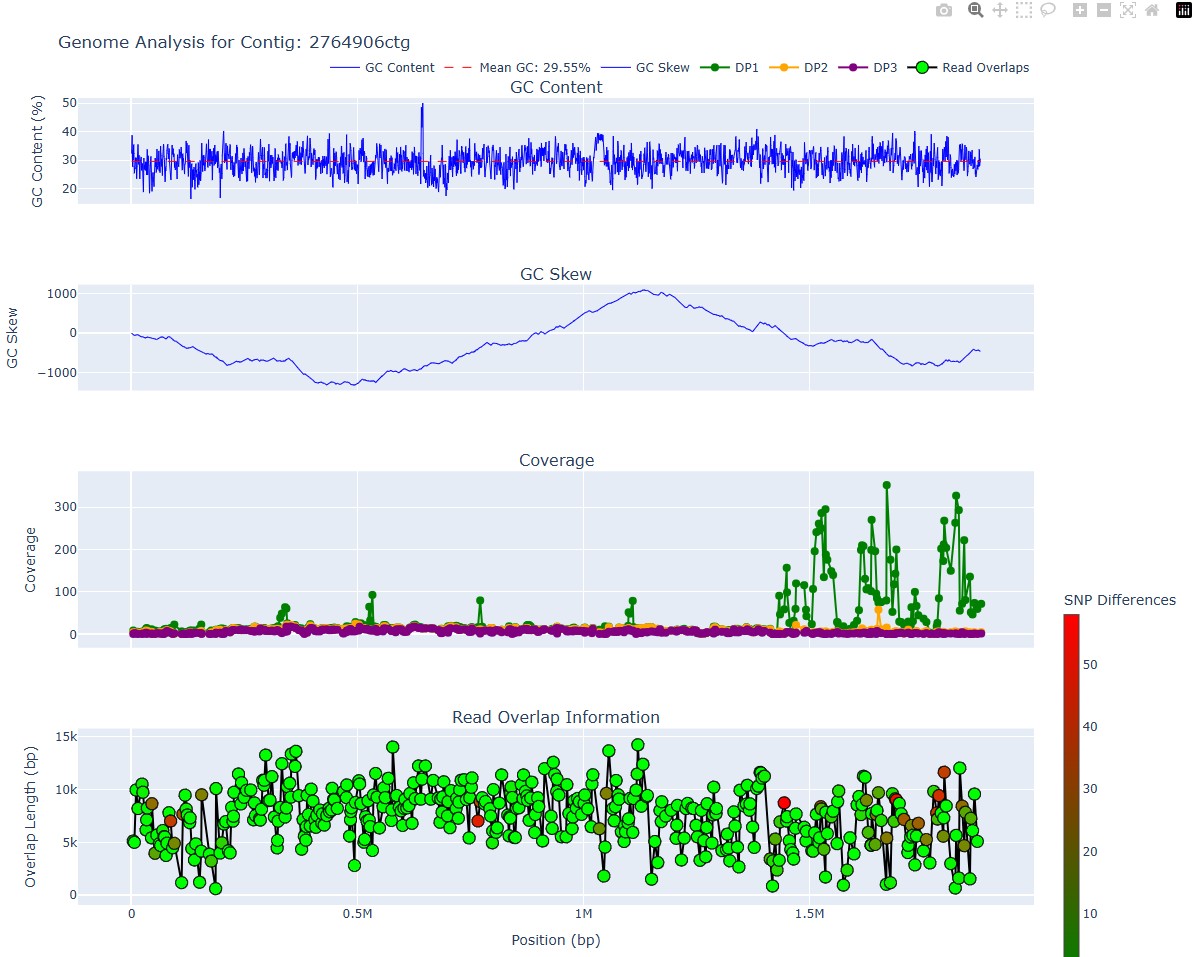 Genome Analysis for Contig: 2764906ctg
GC Content Mean GC: 29.55% GC Skew DP1 DP2 DP3 Read Overlaps
GC Content
GC Content (%)
50
40
30
20
GC Skew
GC Skew
1000
0
−1000
Coverage
Coverage
300
200
100
0
Read Overlap Information
Overlap Length (bp)
15k
10k
5k
0
0 0.5M 1M 1.5M
Position (bp)
SNP Differences
50
40
30
20
10